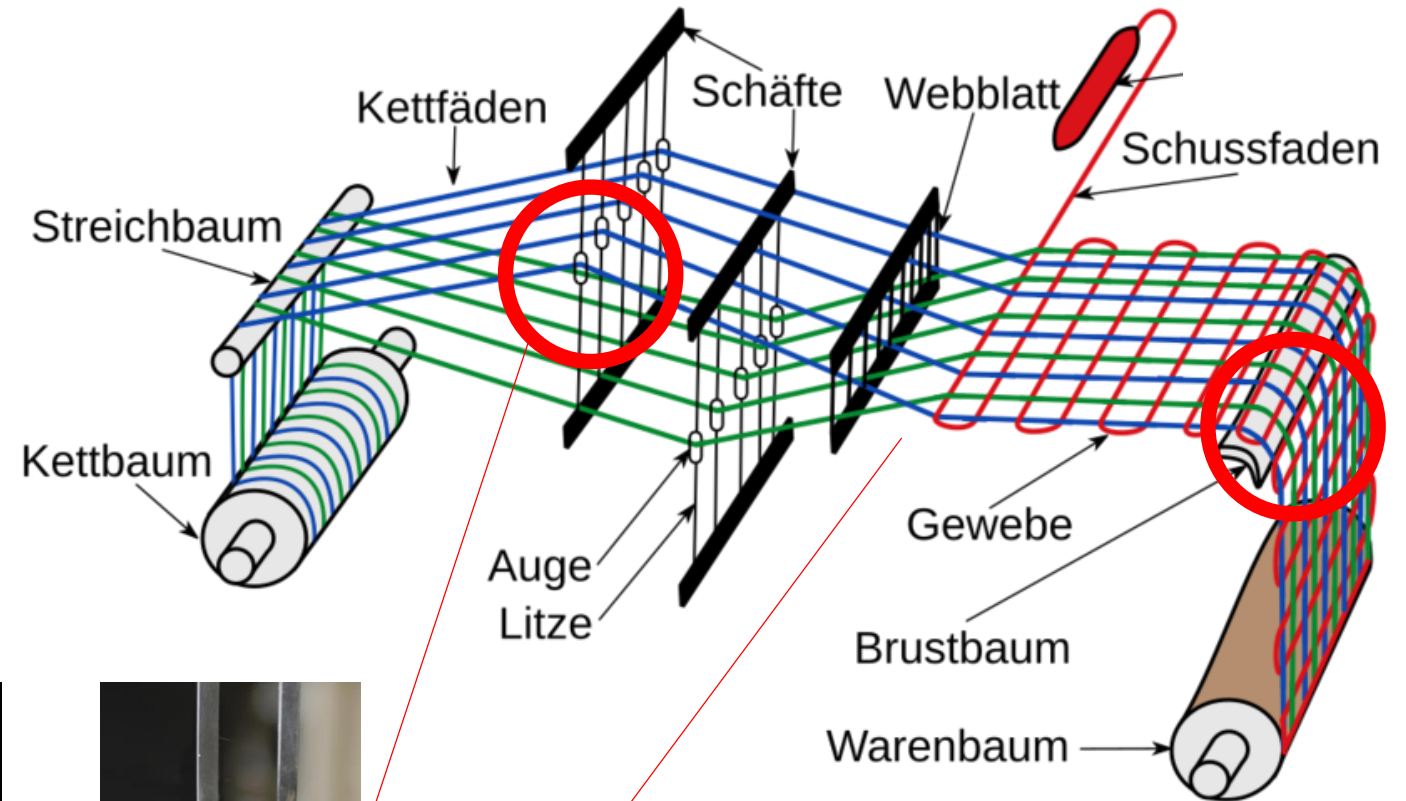 Schäfte
Webblatt
Kettfäden
Schussfaden
Streichbaum
Kettbaum
Gewebe
Auge
Litze
Brustbaum
Warenbaum